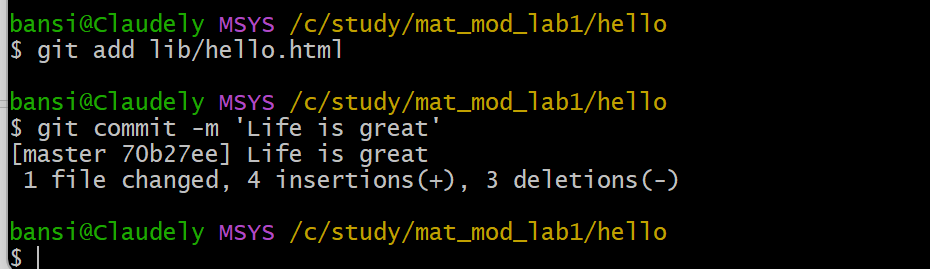 bansi@Claudely MSYS /c/study/mat_mod_lab1/hello
$ git add lib/hello.html
bansi@Claudely MSYS /c/study/mat_mod_lab1/hello
$ git commit -m 'Life is great'
[master 70b27ee] Life is great
 1 file changed, 4 insertions(+), 3 deletions(-)
bansi@Claudely MSYS /c/study/mat_mod_lab1/hello
$